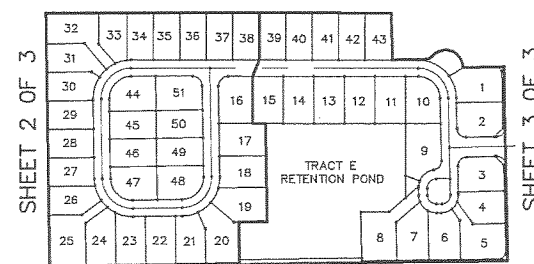 SHEET 2 OF 3
32 33 34 35 36 37 38 39 40 41 42 43
31
30 44 51 16 15 14 13 12 11 10 1
29 45 50 2
28 46 49 17 9
27 47 48 18 3
26 19 4
25 24 23 22 21 20 8 7 6 5
TRACT E
RETENTION POND
SHEET 3 OF 3